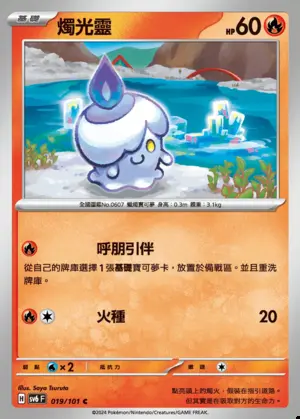 基礎
燭光靈
HP 60
全國圖鑑No.0607 蠟燭寶可夢 身高：0.3m 體重：3.1kg
呼朋引伴
從自己的牌庫選擇1張基礎寶可夢卡，放置於備戰區。並且重洗牌庫。
火種 20
弱點 ×2 抵抗力 撤退
Illus. Saya Tsuruta
H sv6 F 019/101 C
©2024 Pokémon/Nintendo/Creatures/GAME FREAK.